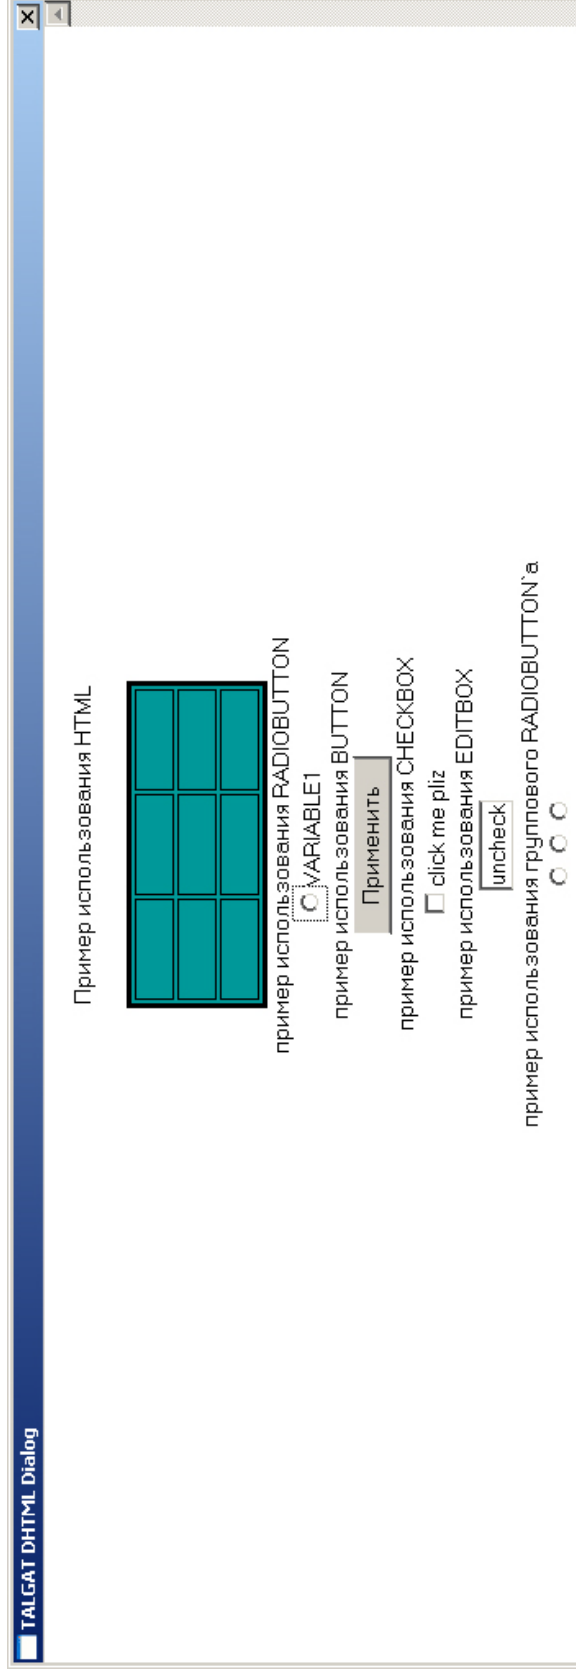 TALGAT DHTML Dialog
Пример использования HTML
пример использования RADIOBUTTON
VARIABLE1
пример использования BUTTON
Применить
пример использования CHECKBOX
click me pliz
пример использования EDITBOX
uncheck
пример использования группового RADIOBUTTON`a